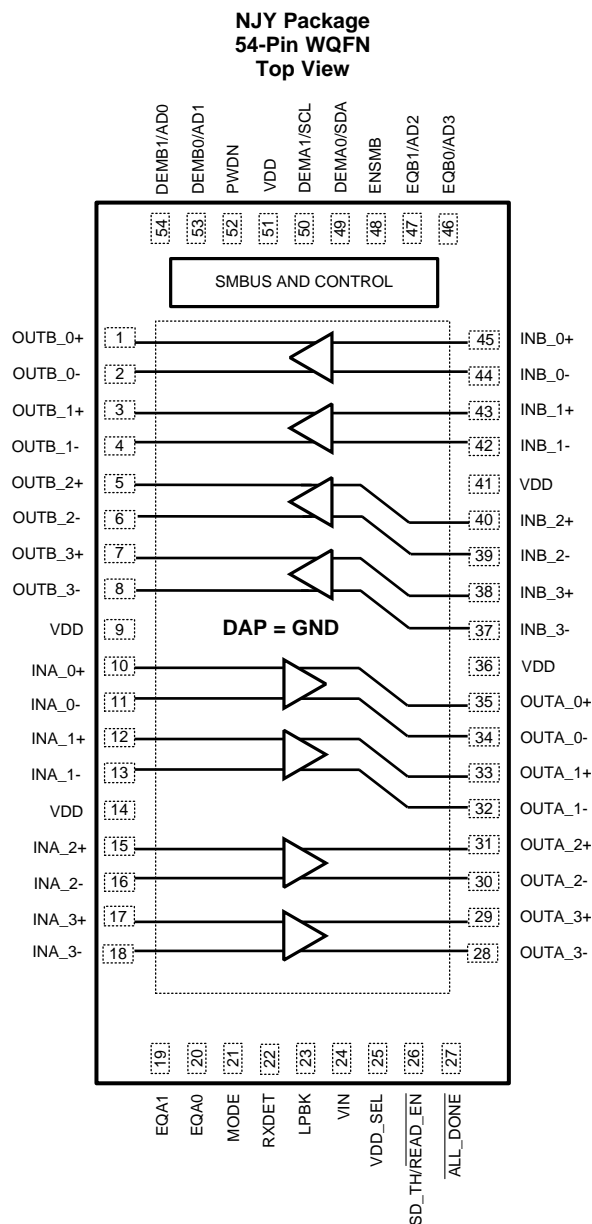 NJY Package
54-Pin WQFN
Top View
DEMB1/AD0
DEMB0/AD1
PWDN
VDD
DEMA1/SCL
DEMA0/SDA
ENSMB
EQB1/AD2
EQB0/AD3
54
53
52
51
50
49
48
47
46
SMBUS AND CONTROL
OUTB_0+ 1 45 INB_0+
OUTB_0- 2 44 INB_0-
OUTB_1+ 3 43 INB_1+
OUTB_1- 4 42 INB_1-
OUTB_2+ 5 41 VDD
OUTB_2- 6 40 INB_2+
OUTB_3+ 7 39 INB_2-
OUTB_3- 8 38 INB_3+
VDD 9 DAP = GND 37 INB_3-
INA_0+ 10 36 VDD
INA_0- 11 35 OUTA_0+
INA_1+ 12 34 OUTA_0-
INA_1- 13 33 OUTA_1+
VDD 14 32 OUTA_1-
INA_2+ 15 31 OUTA_2+
INA_2- 16 30 OUTA_2-
INA_3+ 17 29 OUTA_3+
INA_3- 18 28 OUTA_3-
19
20
21
22
23
24
25
26
27
EQA1
EQA0
MODE
RXDET
LPBK
VIN
VDD_SEL
SD_TH/READ_EN
ALL_DONE